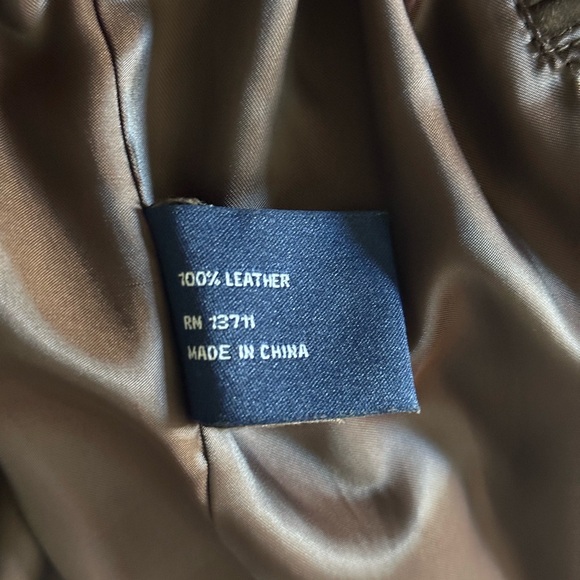 100% LEATHER
RN 13711
MADE IN CHINA